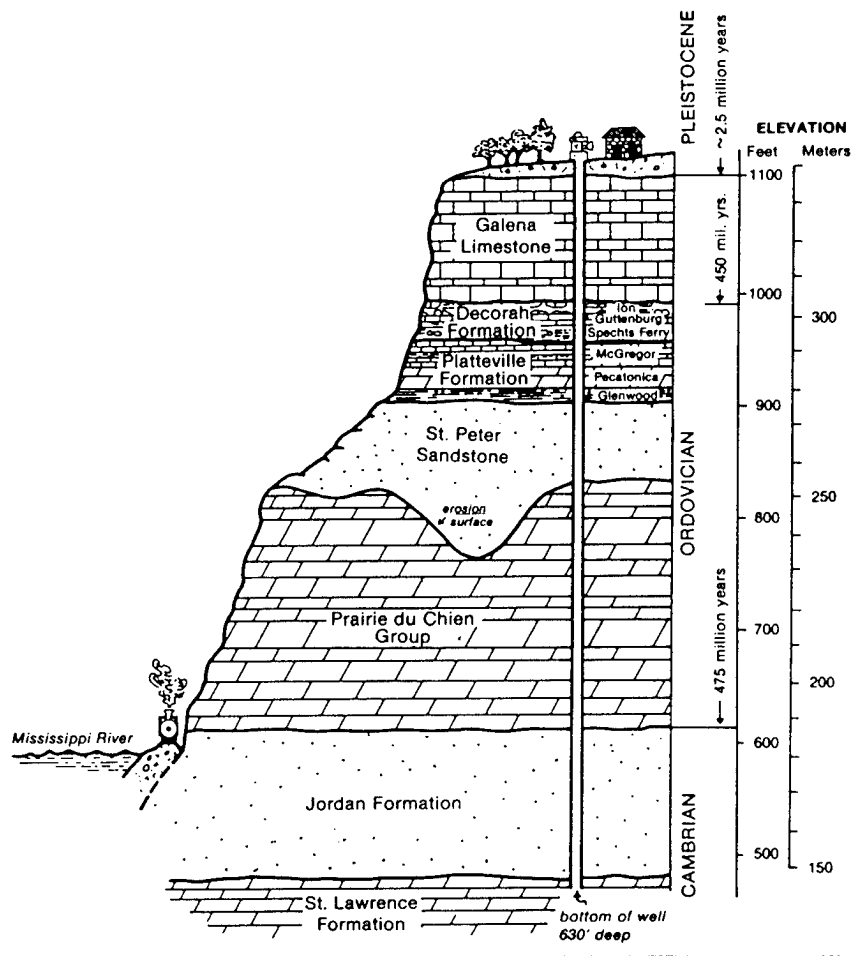 PLEISTOCENE
~2.5 million years
ELEVATION
Feet
Meters
1100
Galena
Limestone
450 mil. yrs.
1000
Decorah
Formation
Ion
Guttenburg
Spechts Ferry
300
Platteville
Formation
McGregor
Pecatonica
Glenwood
900
St. Peter
Sandstone
ORDOVICIAN
250
erosion
surface
800
Prairie du Chien
Group
700
475 million years
200
Mississippi River
600
Jordan Formation
CAMBRIAN
500
150
St. Lawrence
Formation
bottom of well
630' deep